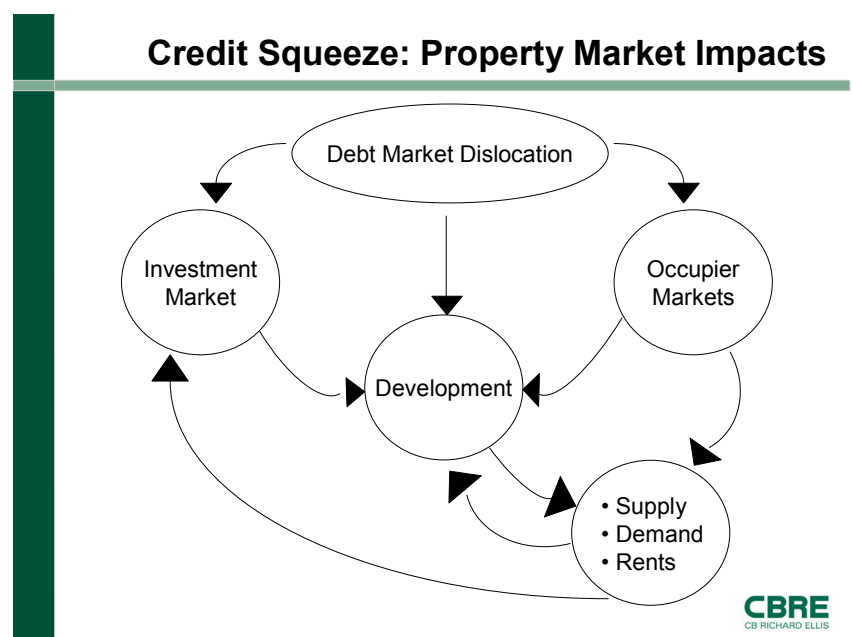 Credit Squeeze: Property Market Impacts
Debt Market Dislocation
Investment
Market
Occupier
Markets
Development
• Supply
• Demand
• Rents
CBRE
CB RICHARD ELLIS